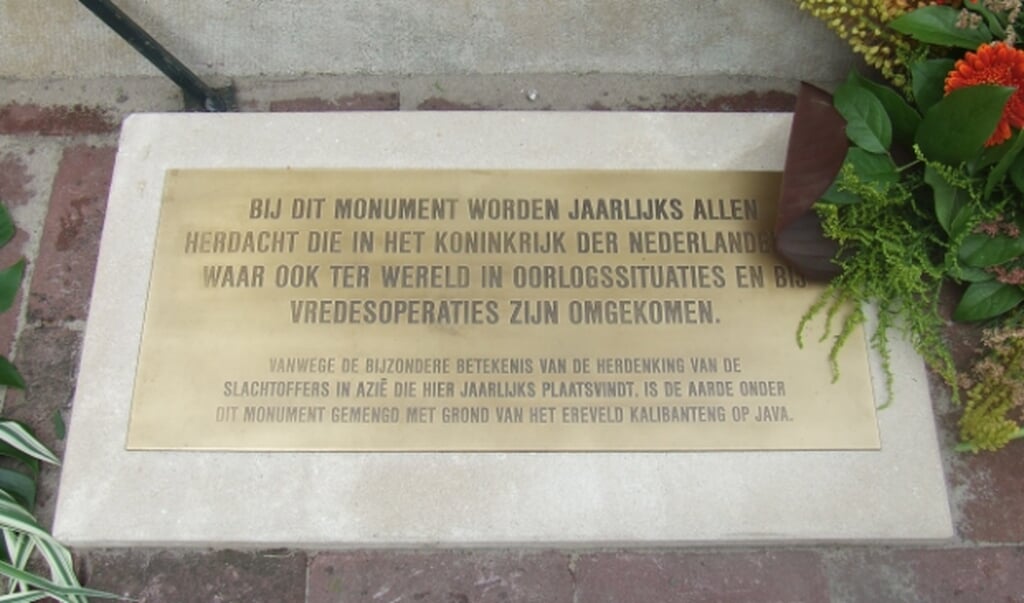 BIJ DIT MONUMENT WORDEN JAARLIJKS ALLEN
HERDACHT DIE IN HET KONINKRIJK DER NEDERLANDE
WAAR OOK TER WERELD IN OORLOGSSITUATIES EN BIJ
VREDESOPERATIES ZIJN OMGEKOMEN.
VANWEGE DE BIJZONDERE BETEKENIS VAN DE HERDENKING VAN DE
SLACHTOFFERS IN AZIË DIE HIER JAARLIJKS PLAATSVINDT, IS DE AARDE ONDER
DIT MONUMENT GEMENGD MET GROND VAN HET EREVELD KALIBANTENG OP JAVA.